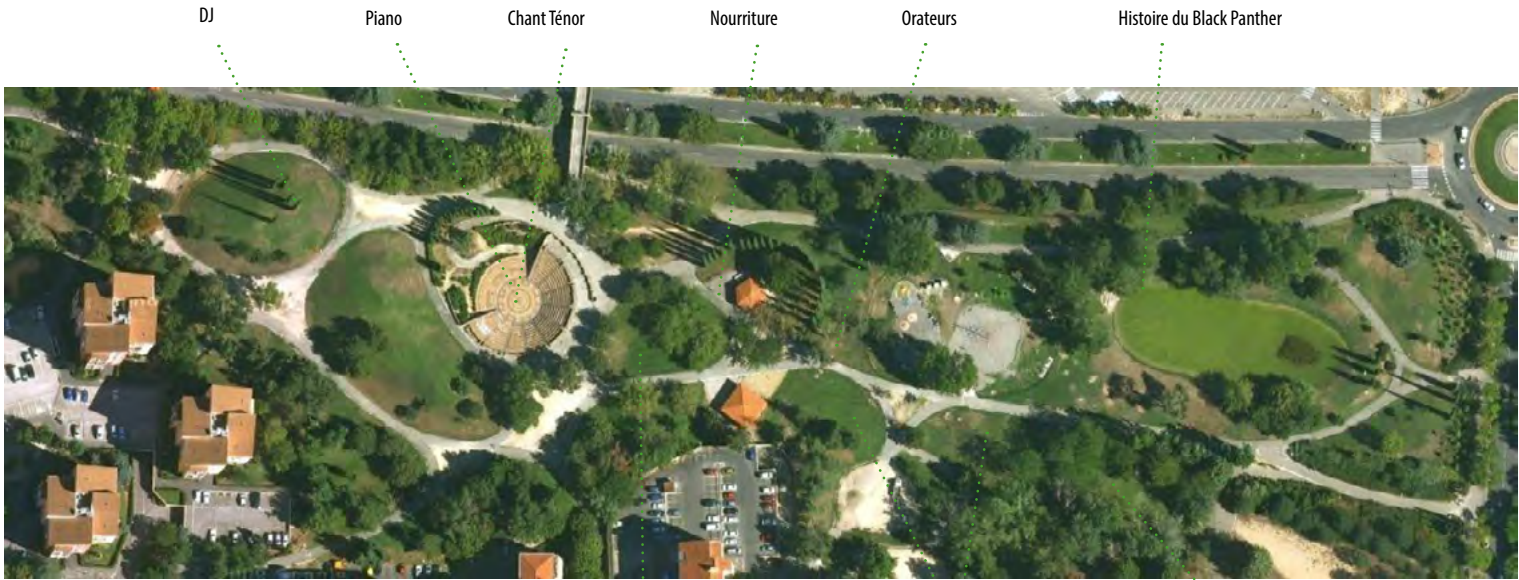 DJ
Piano
Chant Ténor
Nourriture
Orateurs
Histoire du Black Panther